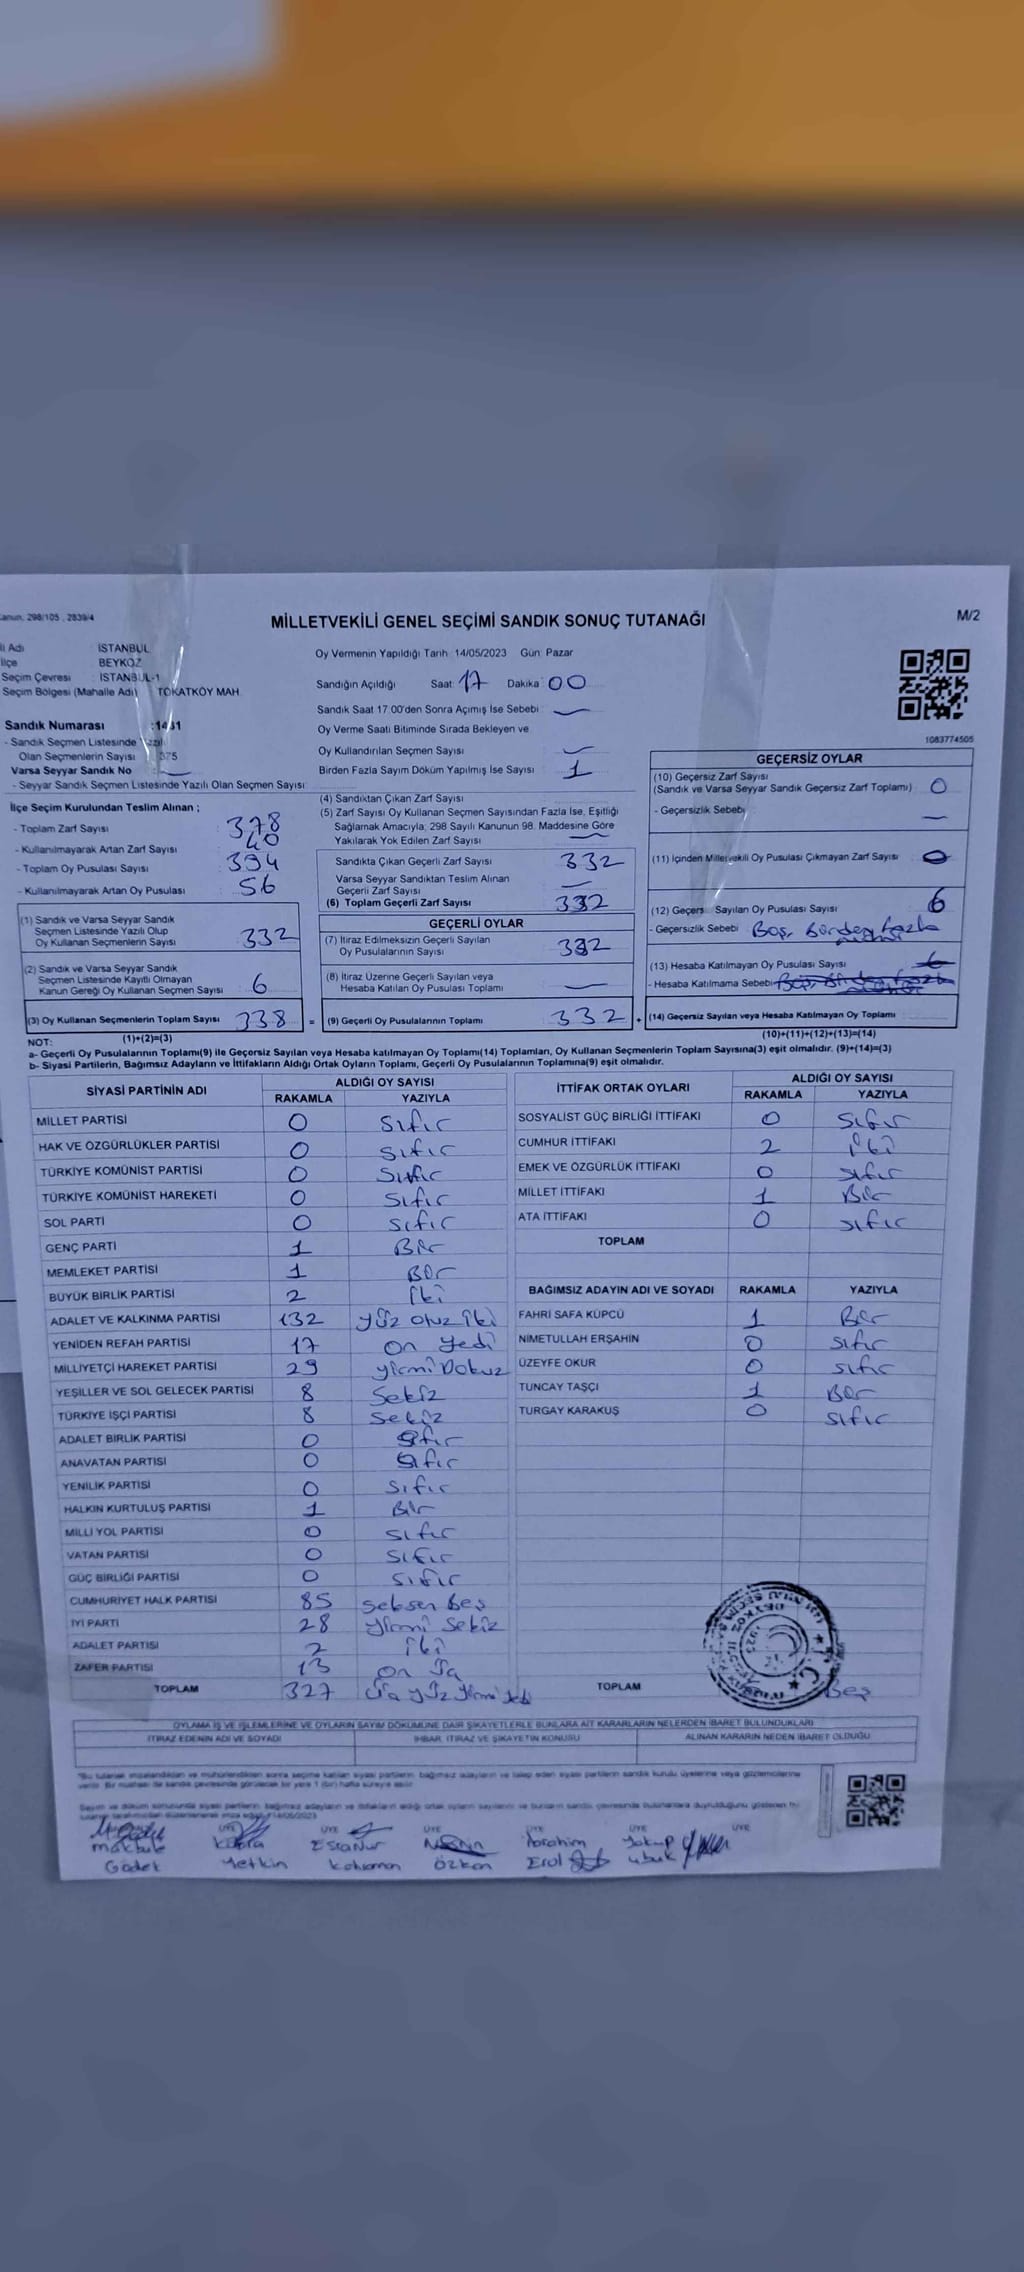 Kanun: 298/105 , 2839/4
MİLLETVEKİLİ GENEL SEÇİMİ SANDIK SONUÇ TUTANAĞI
M/2
İl Adı : İSTANBUL
İlçe : BEYKOZ
Seçim Çevresi : İSTANBUL-1
Seçim Bölgesi (Mahalle Adı) : TOKATKÖY MAH.
Oy Vermenin Yapıldığı Tarih :14/05/2023 Gün: Pazar
Sandığın Açıldığı Saat: 17 Dakika: 00
Sandık Saat 17:00'den Sonra Açımış İse Sebebi : —
Oy Verme Saati Bitiminde Sırada Bekleyen ve
Oy Kullandırılan Seçmen Sayısı —
Birden Fazla Sayım Döküm Yapılmış İse Sayısı : 1
1083774505
Sandık Numarası :1431
- Sandık Seçmen Listesinde Yazılı
Olan Seçmenlerin Sayısı : 375
Varsa Seyyar Sandık No : —
- Seyyar Sandık Seçmen Listesinde Yazılı Olan Seçmen Sayısı :
İlçe Seçim Kurulundan Teslim Alınan ;
- Toplam Zarf Sayısı : 378
- Kullanılmayarak Artan Zarf Sayısı : 40
- Toplam Oy Pusulası Sayısı : 394
- Kullanılmayarak Artan Oy Pusulası : 56
(1) Sandık ve Varsa Seyyar Sandık
Seçmen Listesinde Yazılı Olup
Oy Kullanan Seçmenlerin Sayısı : 332
(2) Sandık ve Varsa Seyyar Sandık
Seçmen Listesinde Kayıtlı Olmayan
Kanun Gereği Oy Kullanan Seçmen Sayısı : 6
(3) Oy Kullanan Seçmenlerin Toplam Sayısı : 338 =
(1)+(2)=(3)
(4) Sandıktan Çıkan Zarf Sayısı
(5) Zarf Sayısı Oy Kullanan Seçmen Sayısından Fazla İse, Eşitliği
Sağlamak Amacıyla, 298 Sayılı Kanunun 98. Maddesine Göre
Yakılarak Yok Edilen Zarf Sayısı —
Sandıkta Çıkan Geçerli Zarf Sayısı : 332
Varsa Seyyar Sandıktan Teslim Alınan
Geçerli Zarf Sayısı : —
(6) Toplam Geçerli Zarf Sayısı : 332
GEÇERLİ OYLAR
(7) İtiraz Edilmeksizin Geçerli Sayılan
Oy Pusulalarının Sayısı : 332
(8) İtiraz Üzerine Geçerli Sayılan veya
Hesaba Katılan Oy Pusulası Toplamı : —
(9) Geçerli Oy Pusulalarının Toplamı : 332 +
GEÇERSİZ OYLAR
(10) Geçersiz Zarf Sayısı
(Sandık ve Varsa Seyyar Sandık Geçersiz Zarf Toplamı) : 0
- Geçersizlik Sebebi : —
(11) İçinden Milletvekili Oy Pusulası Çıkmayan Zarf Sayısı : 0
(12) Geçersiz Sayılan Oy Pusulası Sayısı : 6
- Geçersizlik Sebebi : Boş, Birden fazla
(13) Hesaba Katılmayan Oy Pusulası Sayısı :
- Hesaba Katılmama Sebebi :
(14) Geçersiz Sayılan veya Hesaba Katılmayan Oy Toplamı
(10)+(11)+(12)+(13)=(14)
NOT:
a- Geçerli Oy Pusulalarının Toplamı(9) ile Geçersiz Sayılan veya Hesaba katılmayan Oy Toplamı(14) Toplamları, Oy Kullanan Seçmenlerin Toplam Sayısına(3) eşit olmalıdır. (9)+(14)=(3)
b- Siyasi Partilerin, Bağımsız Adayların ve İttifakların Aldığı Ortak Oyların Toplamı, Geçerli Oy Pusulalarının Toplamına(9) eşit olmalıdır.
SİYASİ PARTİNİN ADI ALDIĞI OY SAYISI
RAKAMLA YAZIYLA
MİLLET PARTİSİ 0 Sıfır
HAK VE ÖZGÜRLÜKLER PARTİSİ 0 Sıfır
TÜRKİYE KOMÜNİST PARTİSİ 0 Sıfır
TÜRKİYE KOMÜNİST HAREKETİ 0 Sıfır
SOL PARTİ 0 Sıfır
GENÇ PARTİ 1 Bir
MEMLEKET PARTİSİ 1 Bir
BÜYÜK BİRLİK PARTİSİ 2 İki
ADALET VE KALKINMA PARTİSİ 132 yüz otuz iki
YENİDEN REFAH PARTİSİ 17 on yedi
MİLLİYETÇİ HAREKET PARTİSİ 29 yirmi Dokuz
YEŞİLLER VE SOL GELECEK PARTİSİ 8 Sekiz
TÜRKİYE İŞÇİ PARTİSİ 8 Sekiz
ADALET BİRLİK PARTİSİ 0 Sıfır
ANAVATAN PARTİSİ 0 Sıfır
YENİLİK PARTİSİ 0 Sıfır
HALKIN KURTULUŞ PARTİSİ 1 Bir
MİLLİ YOL PARTİSİ 0 Sıfır
VATAN PARTİSİ 0 Sıfır
GÜÇ BİRLİĞİ PARTİSİ 0 Sıfır
CUMHURİYET HALK PARTİSİ 85 Seksen Beş
İYİ PARTİ 28 yirmi Sekiz
ADALET PARTİSİ 2 İki
ZAFER PARTİSİ 13 on üç
TOPLAM 327 üç yüz yirmi yedi
İTTİFAK ORTAK OYLARI ALDIĞI OY SAYISI
RAKAMLA YAZIYLA
SOSYALİST GÜÇ BİRLİĞİ İTTİFAKI 0 Sıfır
CUMHUR İTTİFAKI 2 İki
EMEK VE ÖZGÜRLÜK İTTİFAKI 0 Sıfır
MİLLET İTTİFAKI 1 Bir
ATA İTTİFAKI 0 Sıfır
TOPLAM
BAĞIMSIZ ADAYIN ADI VE SOYADI RAKAMLA YAZIYLA
FAHRİ SAFA KÜPCÜ 1 Bir
NİMETULLAH ERŞAHİN 0 Sıfır
ÜZEYFE OKUR 0 Sıfır
TUNCAY TAŞÇI 1 Bir
TURGAY KARAKUŞ 0 Sıfır
TOPLAM Beş
OYLAMA İŞ VE İŞLEMLERİNE VE OYLARIN SAYIM DÖKÜMÜNE DAİR ŞİKAYETLERLE BUNLARA AİT KARARLARIN NELERDEN İBARET BULUNDUKLARI
İTİRAZ EDENİN ADI VE SOYADI İHBAR, İTİRAZ VE ŞİKAYETİN KONUSU ALINAN KARARIN NEDEN İBARET OLDUĞU
ÜYE ÜYE ÜYE ÜYE ÜYE ÜYE
Makbule Kübra Esranur İbrahim Yakup
Gödek Yetkin Kahraman Özkan Erol